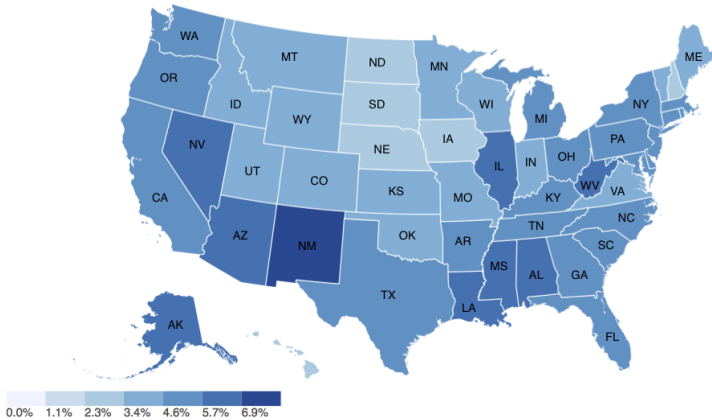 WA
MT
ND
MN
ME
OR
ID
SD
WI
NY
WY
MI
NV
NE
IA
PA
UT
CO
IL
IN
OH
CA
KS
MO
KY
WV
VA
AZ
NM
OK
AR
TN
NC
MS
AL
GA
SC
TX
LA
AK
FL
0.0% 1.1% 2.3% 3.4% 4.6% 5.7% 6.9%